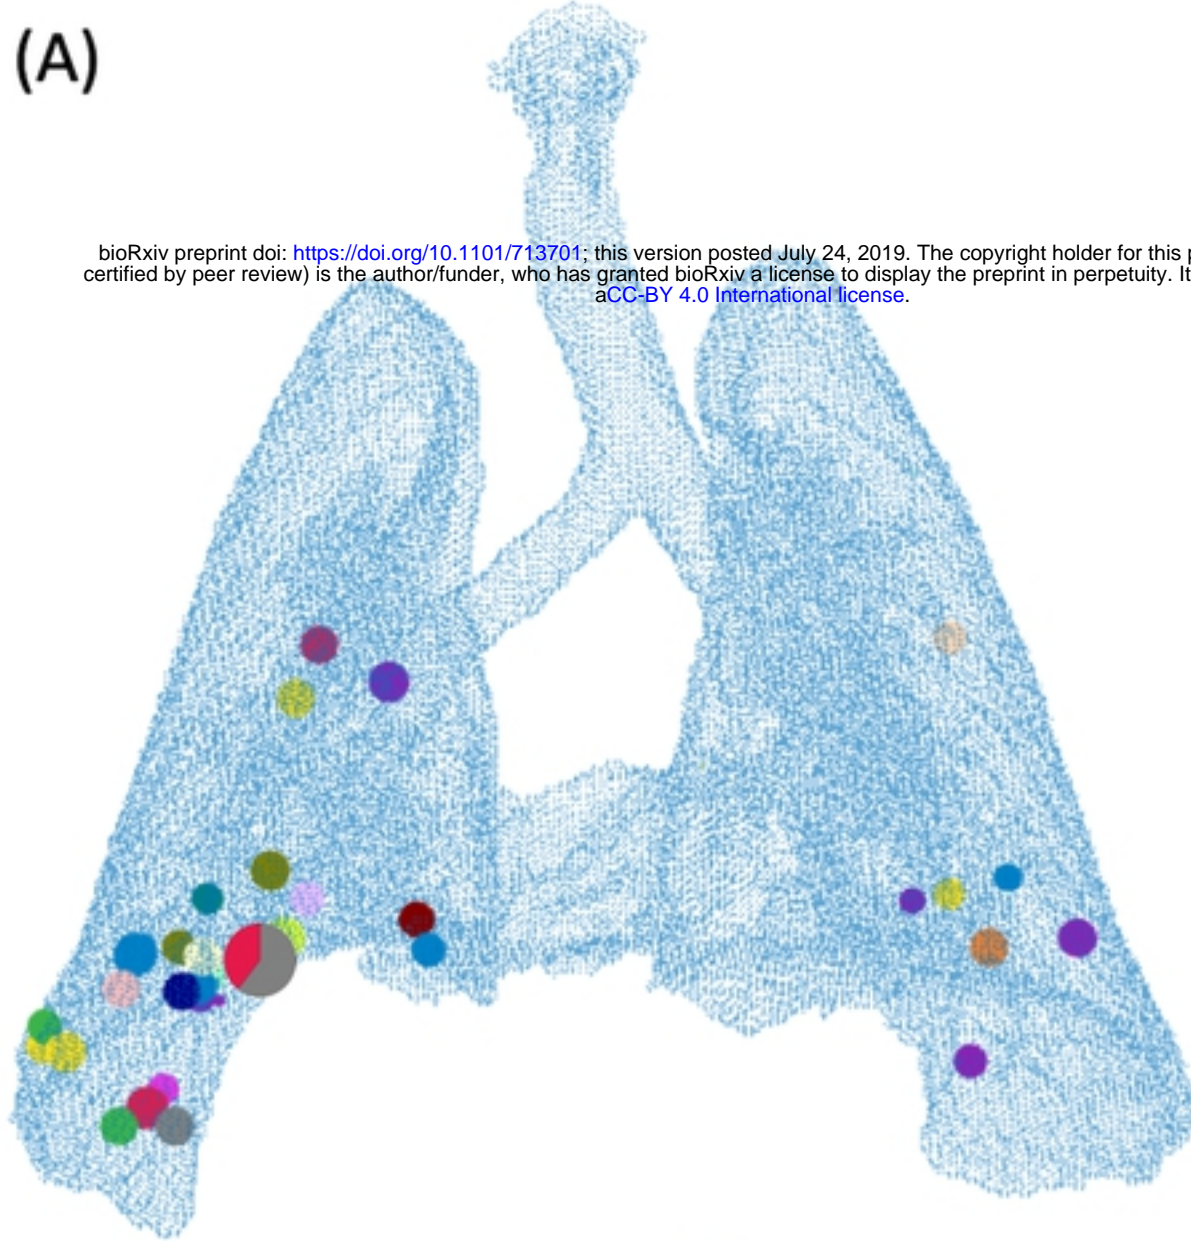 (A)
bioRxiv preprint doi: https://doi.org/10.1101/713701; this version posted July 24, 2019. The copyright holder for this
certified by peer review) is the author/funder, who has granted bioRxiv a license to display the preprint in perpetuity. It
aCC-BY 4.0 International license.